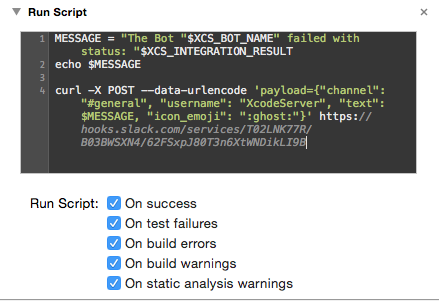 Run Script
1 MESSAGE = "The Bot "$XCS_BOT_NAME" failed with
status: "$XCS_INTEGRATION_RESULT
2 echo $MESSAGE
3
4 curl -X POST --data-urlencode 'payload={"channel":
"#general", "username": "XcodeServer", "text":
$MESSAGE, "icon_emoji": ":ghost:"}' https://
hooks.slack.com/services/T02LNK77R/
B03BWSXN4/62FSxpJ80T3n6XtWNDikLI9B
Run Script: On success
On test failures
On build errors
On build warnings
On static analysis warnings